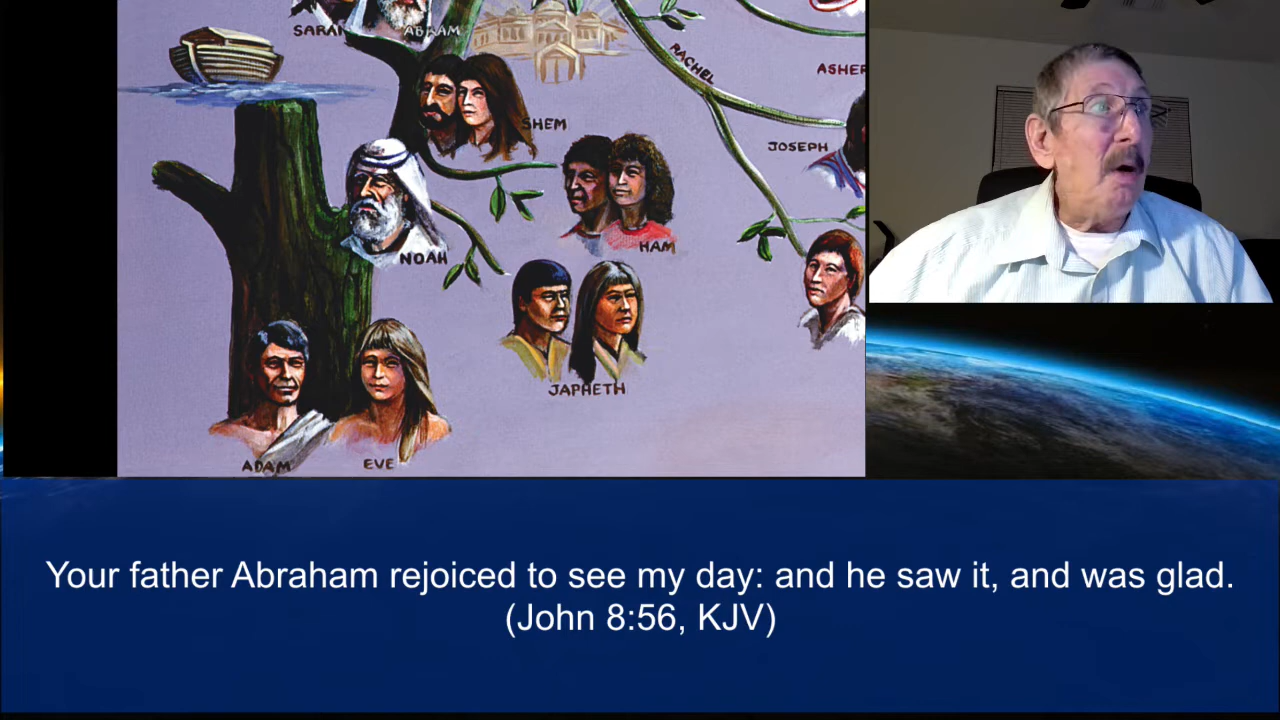 SARAI
ABRAM
RACHEL
ASHER
SHEM
JOSEPH
HAM
NOAH
JAPHETH
ADAM
EVE
Your father Abraham rejoiced to see my day: and he saw it, and was glad.
(John 8:56, KJV)